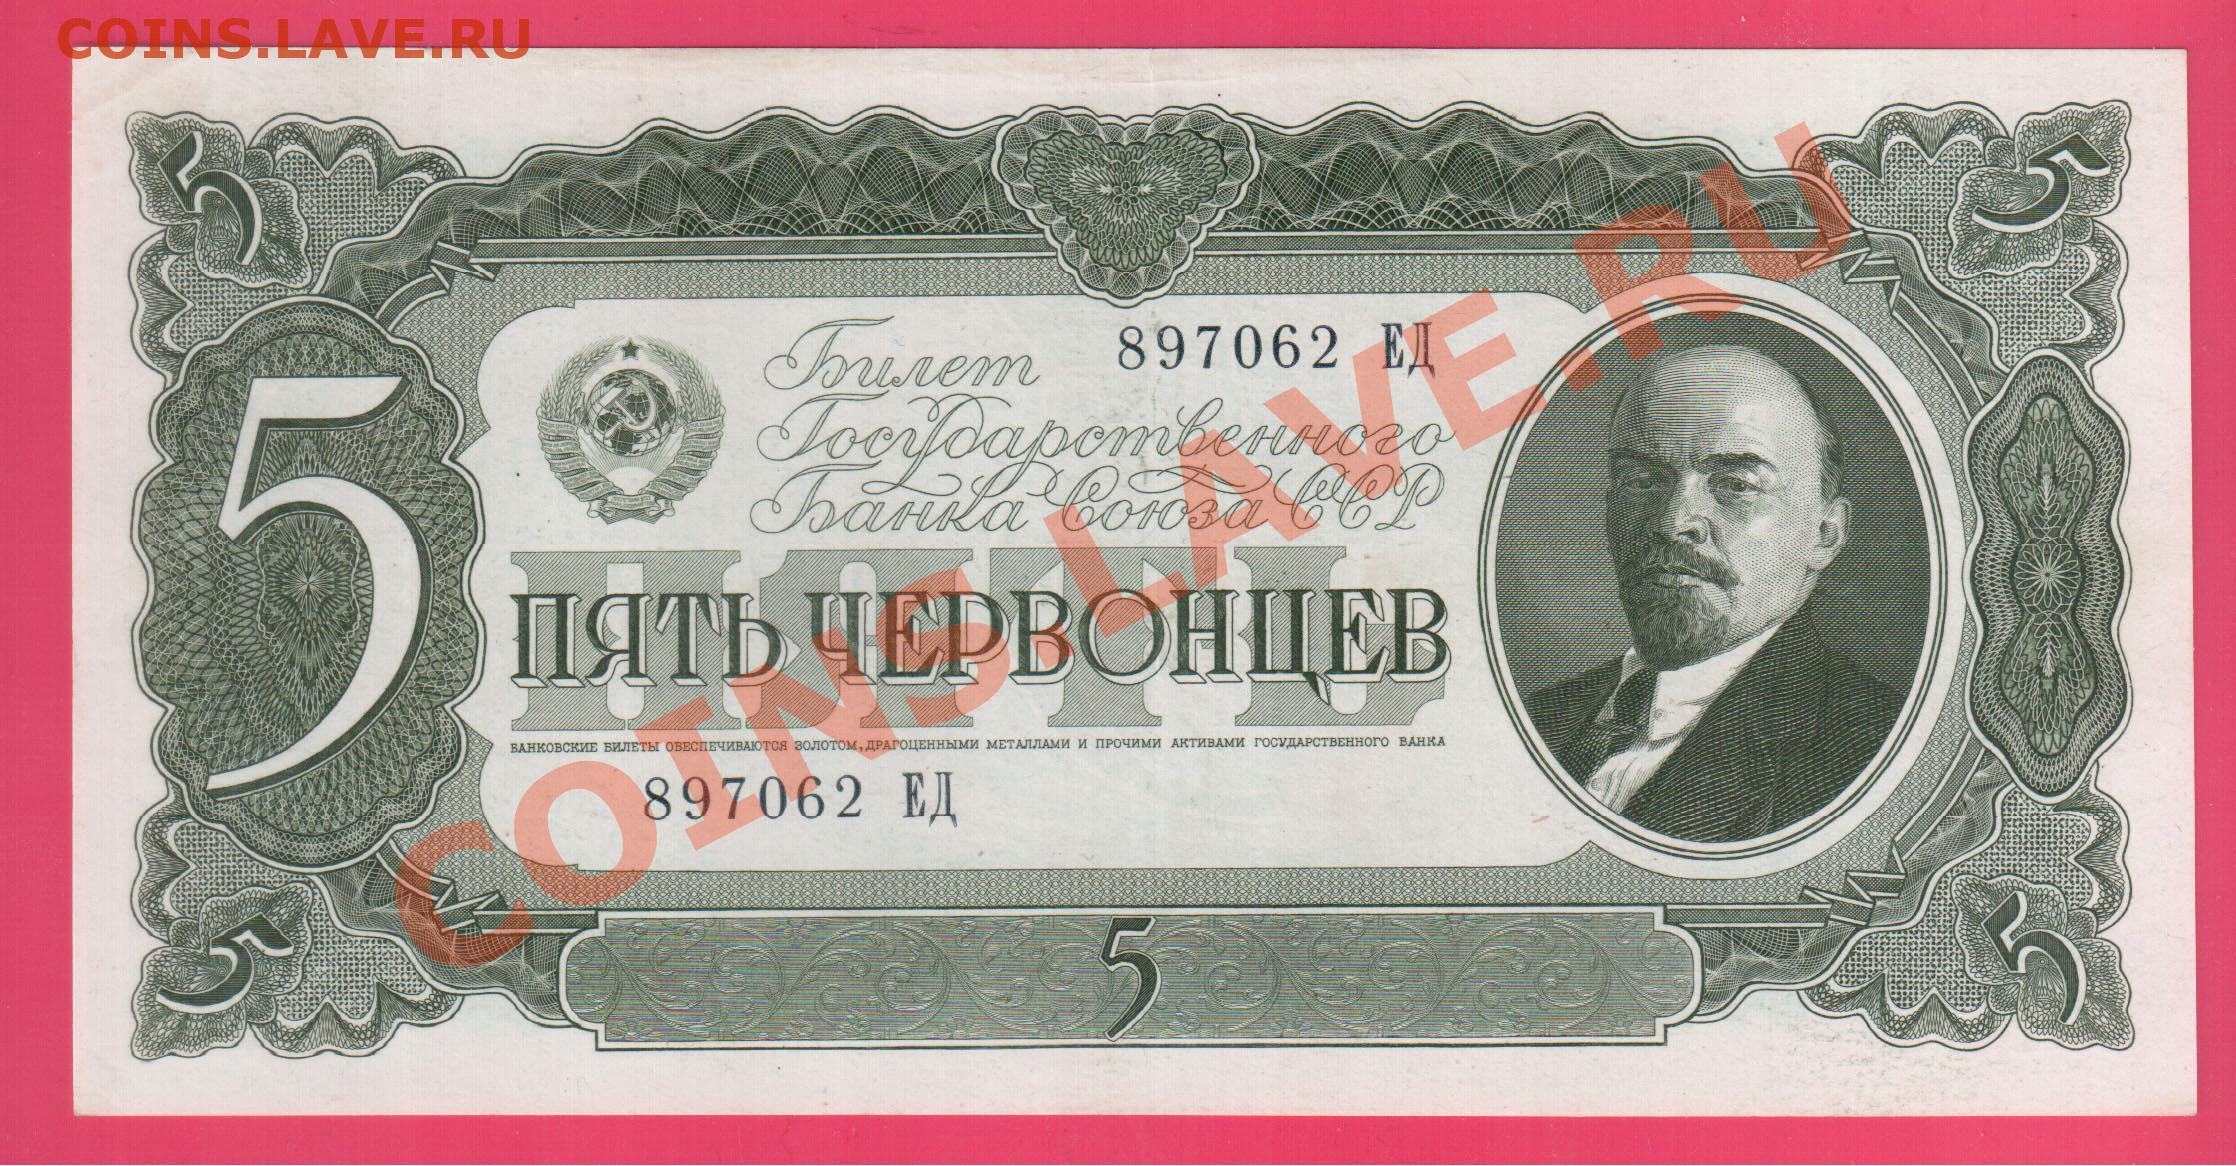 COINS.LAVE.RU
5
5
Билет
897062 ЕД
Государственного
Банка Союза ССР
5
ПЯТЬ
ПЯТЬ ЧЕРВОНЦЕВ
БАНКОВСКИЕ БИЛЕТЫ ОБЕСПЕЧИВАЮТСЯ ЗОЛОТОМ, ДРАГОЦЕННЫМИ МЕТАЛЛАМИ И ПРОЧИМИ АКТИВАМИ ГОСУДАРСТВЕННОГО БАНКА
897062 ЕД
5
5
5
COINS.LAVE.RU